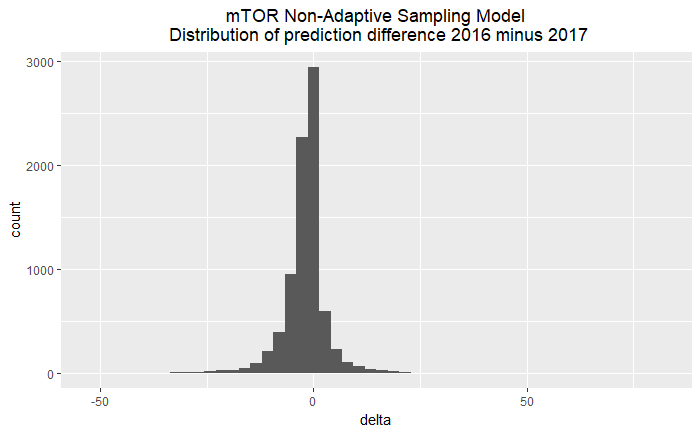 mTOR Non-Adaptive Sampling Model
Distribution of prediction difference 2016 minus 2017
3000
2000
1000
0
count
-50
0
50
delta